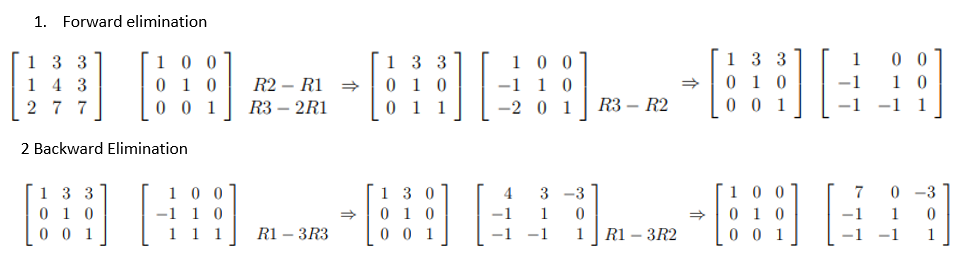 1. Forward elimination
[1 3 3] [1 0 0] [1 3 3] [1 0 0] [1 3 3] [1 0 0]
[1 4 3] [0 1 0] R2 − R1 ⇒ [0 1 0] [−1 1 0] ⇒ [0 1 0] [−1 1 0]
[2 7 7] [0 0 1] R3 − 2R1 [0 1 1] [−2 0 1] R3 − R2 [0 0 1] [−1 −1 1]
2 Backward Elimination
[1 3 3] [1 0 0] [1 3 0] [4 3 −3] [1 0 0] [7 0 −3]
[0 1 0] [−1 1 0] ⇒ [0 1 0] [−1 1 0] ⇒ [0 1 0] [−1 1 0]
[0 0 1] [1 1 1] R1 − 3R3 [0 0 1] [−1 −1 1] R1 − 3R2 [0 0 1] [−1 −1 1]